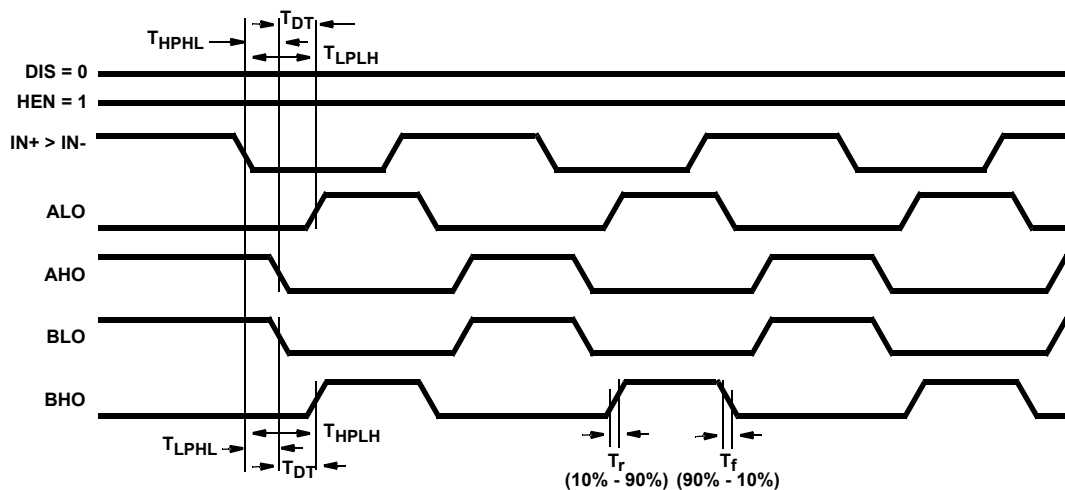 TDT
THPHL
TLPLH
DIS = 0
HEN = 1
IN+ > IN-
ALO
AHO
BLO
BHO
THPLH
TLPHL
TDT
Tr
(10% - 90%)
Tf
(90% - 10%)